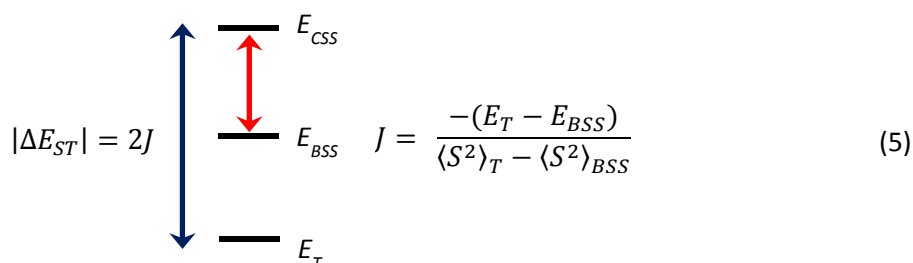 E_CSS
|ΔE_ST| = 2J E_BSS J = −(E_T − E_BSS) / (⟨S²⟩_T − ⟨S²⟩_BSS) (5)
E_T